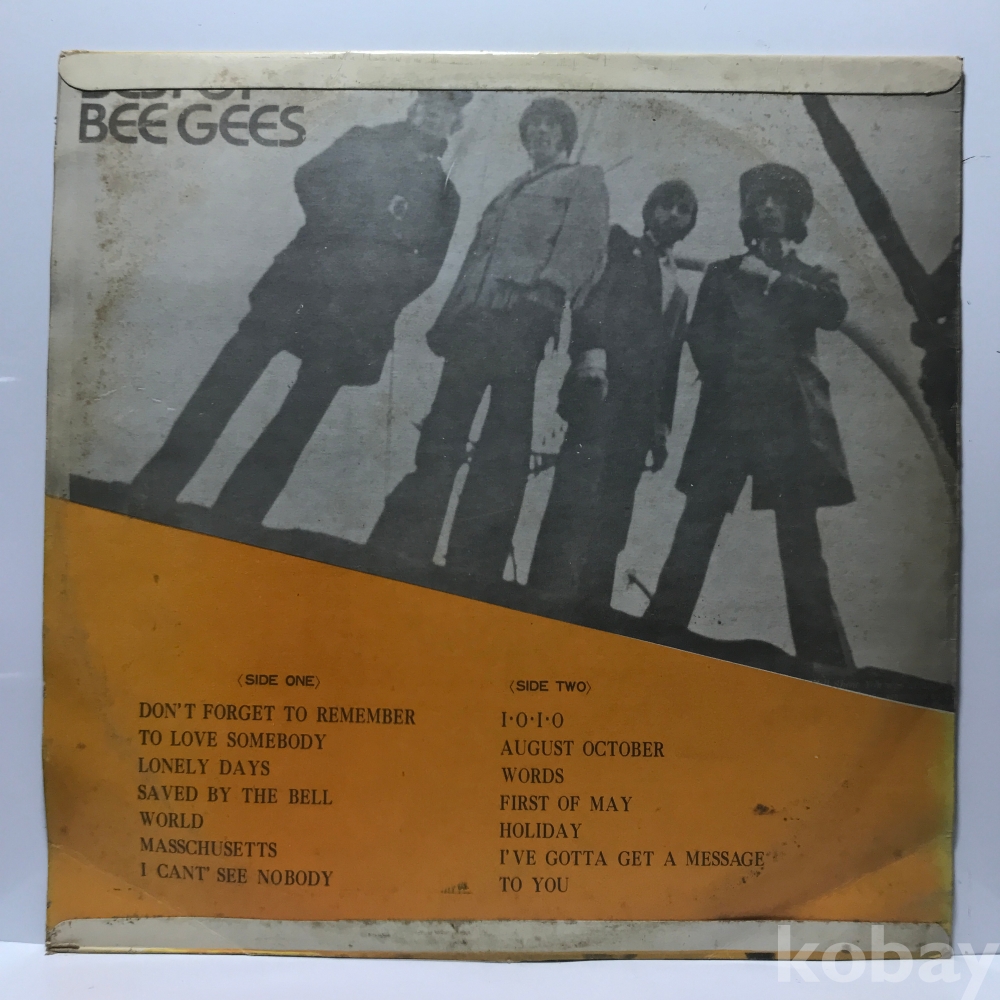 BEST OF
BEE GEES
〈SIDE ONE〉
DON'T FORGET TO REMEMBER
TO LOVE SOMEBODY
LONELY DAYS
SAVED BY THE BELL
WORLD
MASSCHUSETTS
I CANT' SEE NOBODY
〈SIDE TWO〉
I·O·I·O
AUGUST OCTOBER
WORDS
FIRST OF MAY
HOLIDAY
I'VE GOTTA GET A MESSAGE
TO YOU
kobay